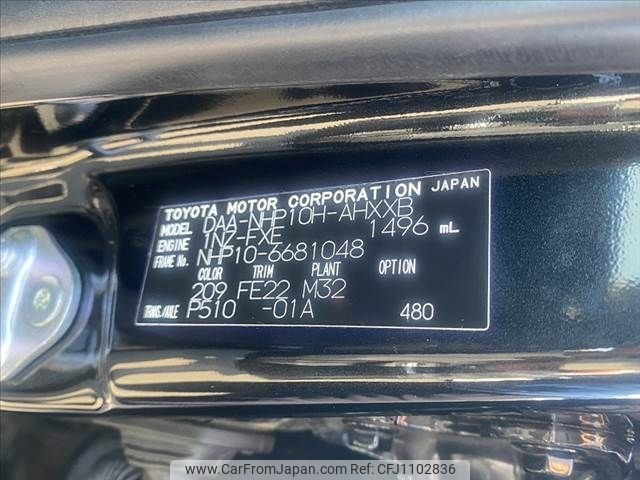 TOYOTA MOTOR CORPORATION JAPAN
MODEL DAA-NHP10H-AHXXB
ENGINE 1NZ-FXE 1496 mL
FRAME No. NHP10-6681048
COLOR TRIM PLANT OPTION
209 FE22 M32
TRANS./AXLE P510 -01A 480
www.CarFromJapan.com Ref: CFJ1102836